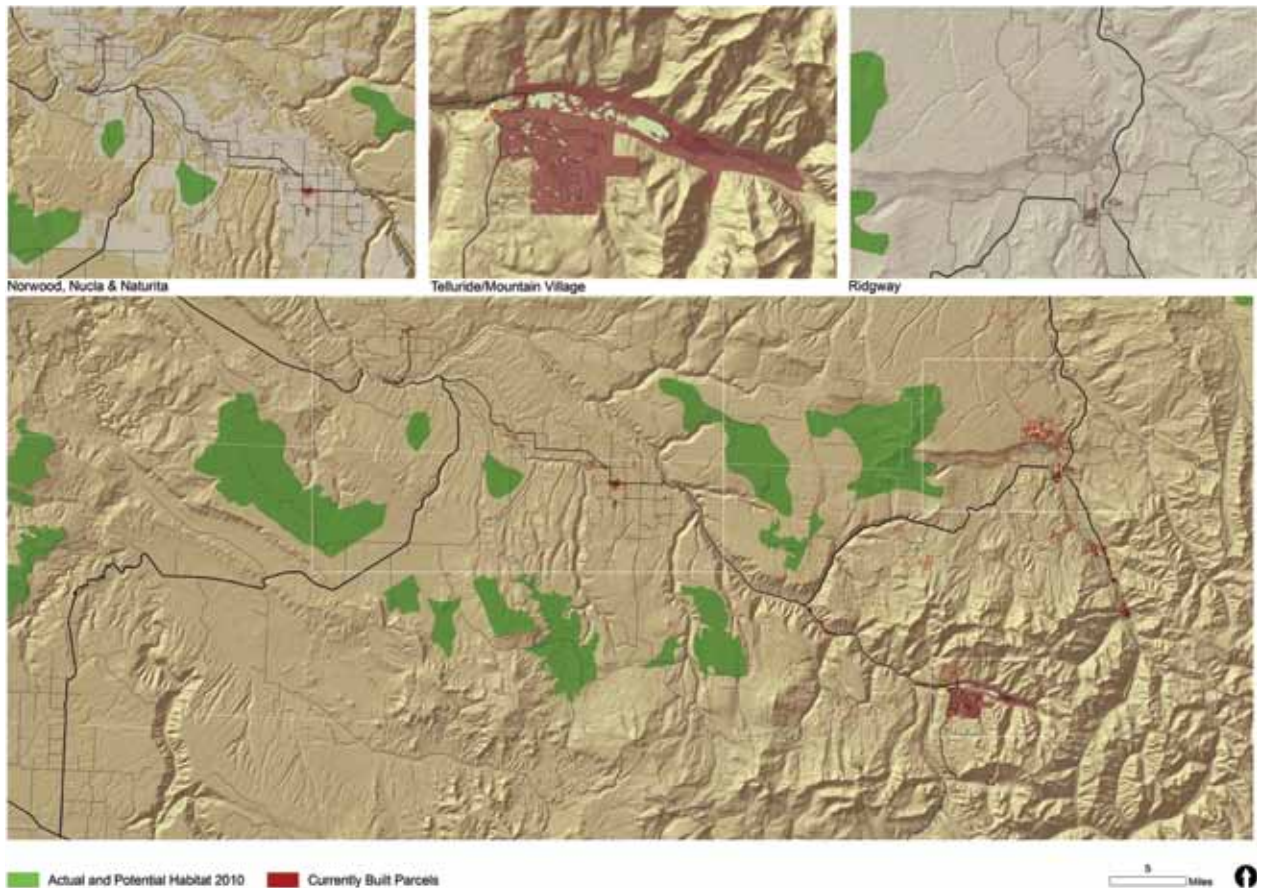 Norwood, Nucla & Naturita
Telluride/Mountain Village
Ridgway
Actual and Potential Habitat 2010
Currently Built Parcels
5
Miles